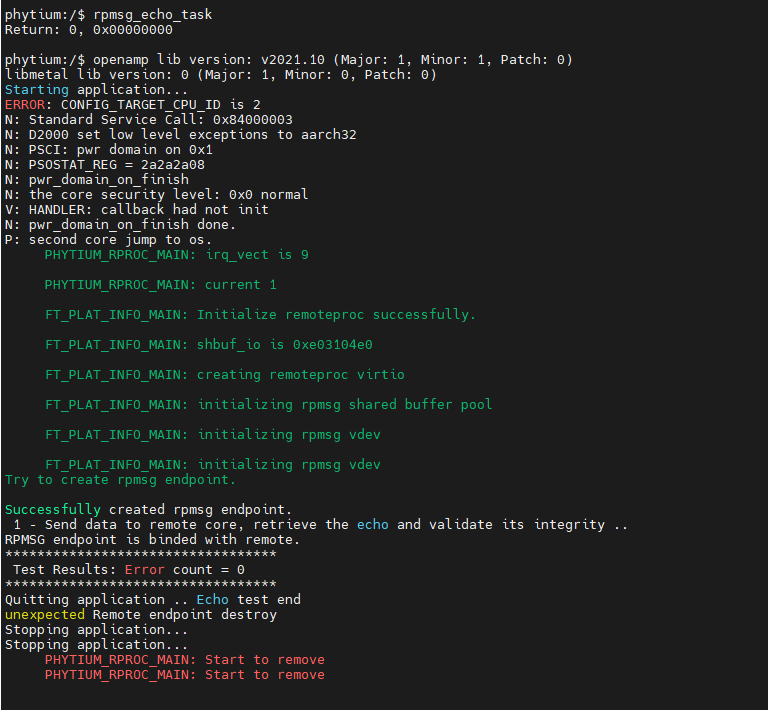 phytium:/$ rpmsg_echo_task
Return: 0, 0x00000000
phytium:/$ openamp lib version: v2021.10 (Major: 1, Minor: 1, Patch: 0)
libmetal lib version: 0 (Major: 1, Minor: 0, Patch: 0)
Starting application...
ERROR: CONFIG_TARGET_CPU_ID is 2
N: Standard Service Call: 0x84000003
N: D2000 set low level exceptions to aarch32
N: PSCI: pwr domain on 0x1
N: PSOSTAT_REG = 2a2a2a08
N: pwr_domain_on_finish
N: the core security level: 0x0 normal
V: HANDLER: callback had not init
N: pwr_domain_on_finish done.
P: second core jump to os.
PHYTIUM_RPROC_MAIN: irq_vect is 9
PHYTIUM_RPROC_MAIN: current 1
FT_PLAT_INFO_MAIN: Initialize remoteproc successfully.
FT_PLAT_INFO_MAIN: shbuf_io is 0xe03104e0
FT_PLAT_INFO_MAIN: creating remoteproc virtio
FT_PLAT_INFO_MAIN: initializing rpmsg shared buffer pool
FT_PLAT_INFO_MAIN: initializing rpmsg vdev
FT_PLAT_INFO_MAIN: initializing rpmsg vdev
Try to create rpmsg endpoint.
Successfully created rpmsg endpoint.
1 - Send data to remote core, retrieve the echo and validate its integrity ..
RPMSG endpoint is binded with remote.
**********************************
Test Results: Error count = 0
**********************************
Quitting application .. Echo test end
unexpected Remote endpoint destroy
Stopping application...
Stopping application...
PHYTIUM_RPROC_MAIN: Start to remove
PHYTIUM_RPROC_MAIN: Start to remove